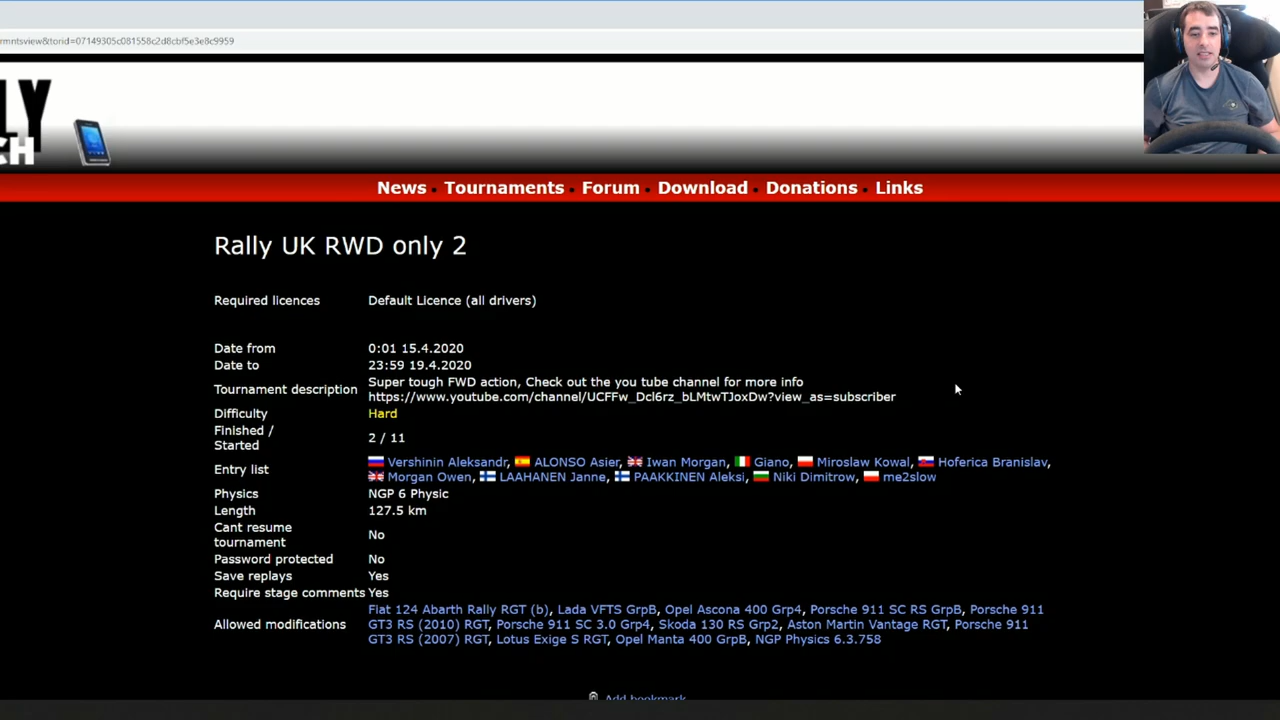 rmntsview&torid=07149305c081558c2d8cbf5e3e8c9959
LY
CH
News · Tournaments · Forum · Download · Donations · Links
Rally UK RWD only 2
Required licences Default Licence (all drivers)
Date from 0:01 15.4.2020
Date to 23:59 19.4.2020
Tournament description Super tough FWD action, Check out the you tube channel for more info
https://www.youtube.com/channel/UCFFw_Dcl6rz_bLMtwTJoxDw?view_as=subscriber
Difficulty Hard
Finished /
Started 2 / 11
Entry list Vershinin Aleksandr, ALONSO Asier, Iwan Morgan, Giano, Miroslaw Kowal, Hoferica Branislav,
Morgan Owen, LAAHANEN Janne, PAAKKINEN Aleksi, Niki Dimitrow, me2slow
Physics NGP 6 Physic
Length 127.5 km
Cant resume
tournament No
Password protected No
Save replays Yes
Require stage comments Yes
Allowed modifications Fiat 124 Abarth Rally RGT (b), Lada VFTS GrpB, Opel Ascona 400 Grp4, Porsche 911 SC RS GrpB, Porsche 911
GT3 RS (2010) RGT, Porsche 911 SC 3.0 Grp4, Skoda 130 RS Grp2, Aston Martin Vantage RGT, Porsche 911
GT3 RS (2007) RGT, Lotus Exige S RGT, Opel Manta 400 GrpB, NGP Physics 6.3.758
Add bookmark